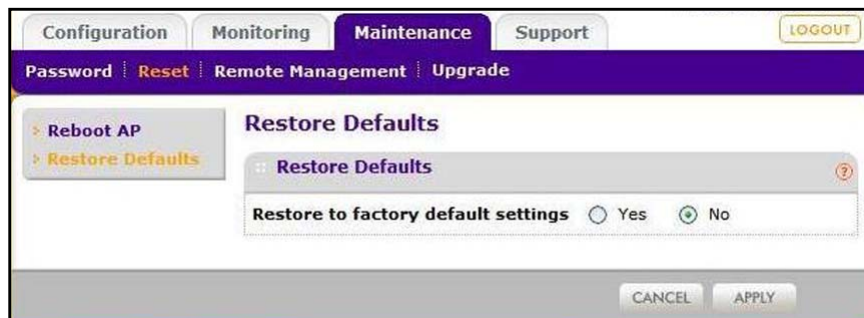 Configuration Monitoring Maintenance Support LOGOUT
Password Reset Remote Management Upgrade
Reboot AP
Restore Defaults
Restore Defaults
Restore Defaults ?
Restore to factory default settings Yes No
CANCEL APPLY